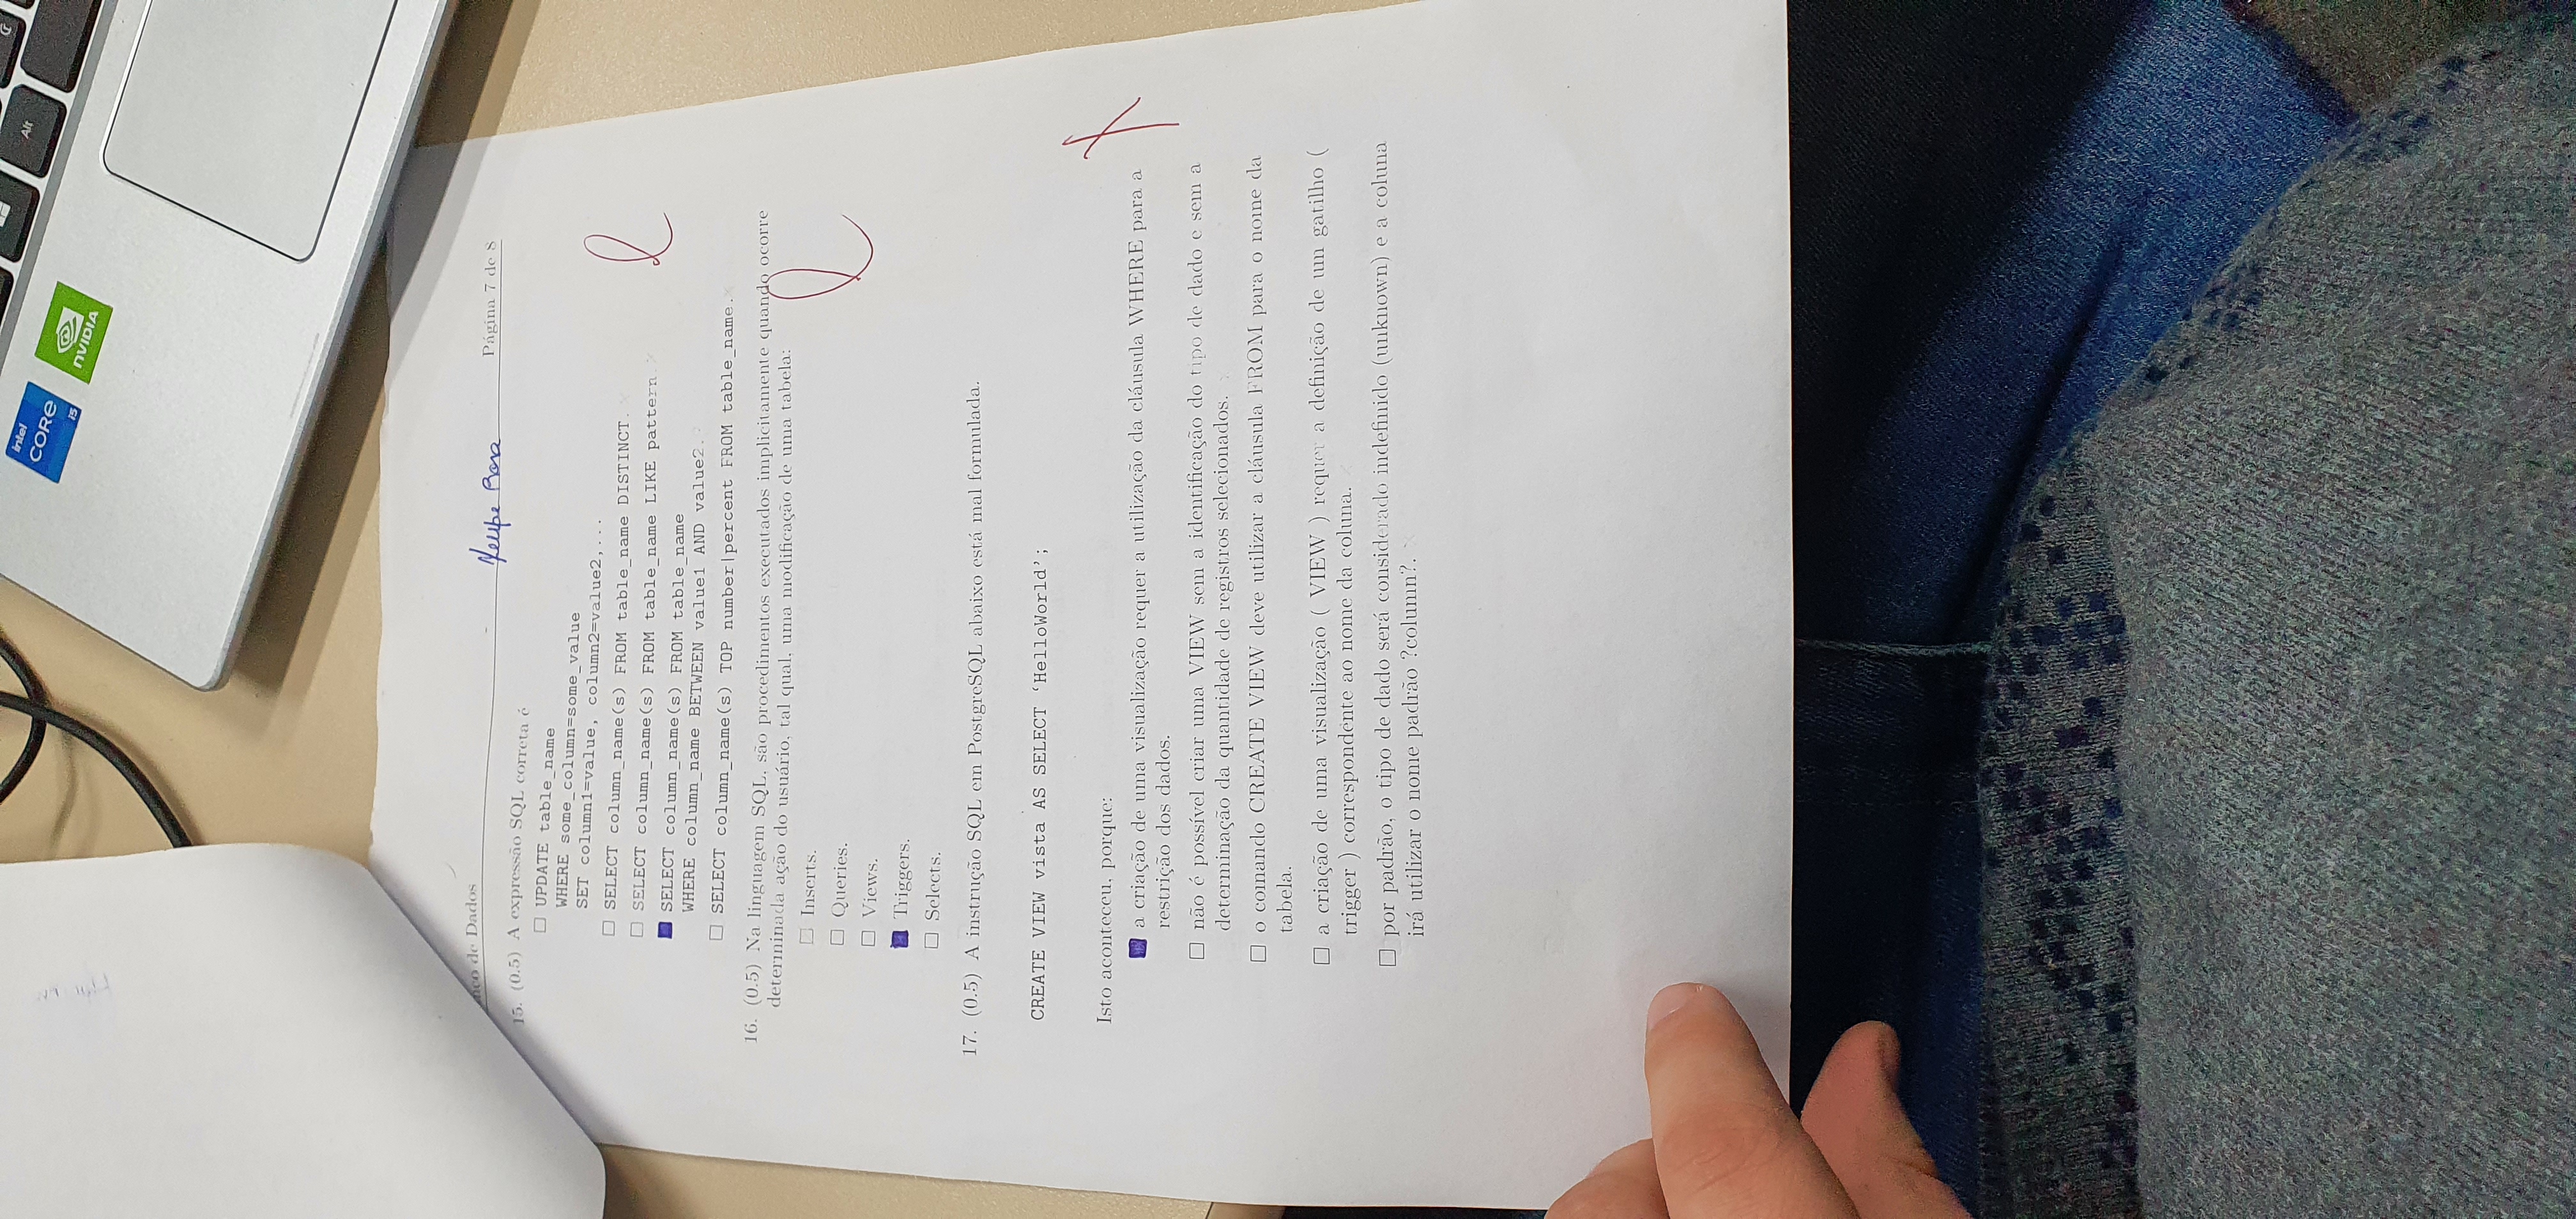 intel
CORE
i5
NVIDIA
Alt
de Dados
Felipe Rosa
Página 7 de 8
15. (0.5) A expressão SQL correta é
UPDATE table_name
WHERE some_column=some_value
SET column1=value, column2=value2,...
SELECT column_name(s) FROM table_name DISTINCT.
SELECT column_name(s) FROM table_name LIKE pattern.
SELECT column_name(s) FROM table_name
WHERE column_name BETWEEN value1 AND value2.
SELECT column_name(s) TOP number|percent FROM table_name.
16. (0.5) Na linguagem SQL, são procedimentos executados implicitamente quando ocorre
determinada ação do usuário, tal qual, uma modificação de uma tabela:
Inserts.
Queries.
Views.
Triggers.
Selects.
17. (0.5) A instrução SQL em PostgreSQL abaixo está mal formulada.
CREATE VIEW vista AS SELECT ‘HelloWorld’;
Isto aconteceu, porque:
a criação de uma visualização requer a utilização da cláusula WHERE para a
restrição dos dados.
não é possível criar uma VIEW sem a identificação do tipo de dado e sem a
determinação da quantidade de registros selecionados.
o comando CREATE VIEW deve utilizar a cláusula FROM para o nome da
tabela.
a criação de uma visualização ( VIEW ) requer a definição de um gatilho (
trigger ) correspondente ao nome da coluna.
por padrão, o tipo de dado será considerado indefinido (unknown) e a coluna
irá utilizar o nome padrão ?column?.